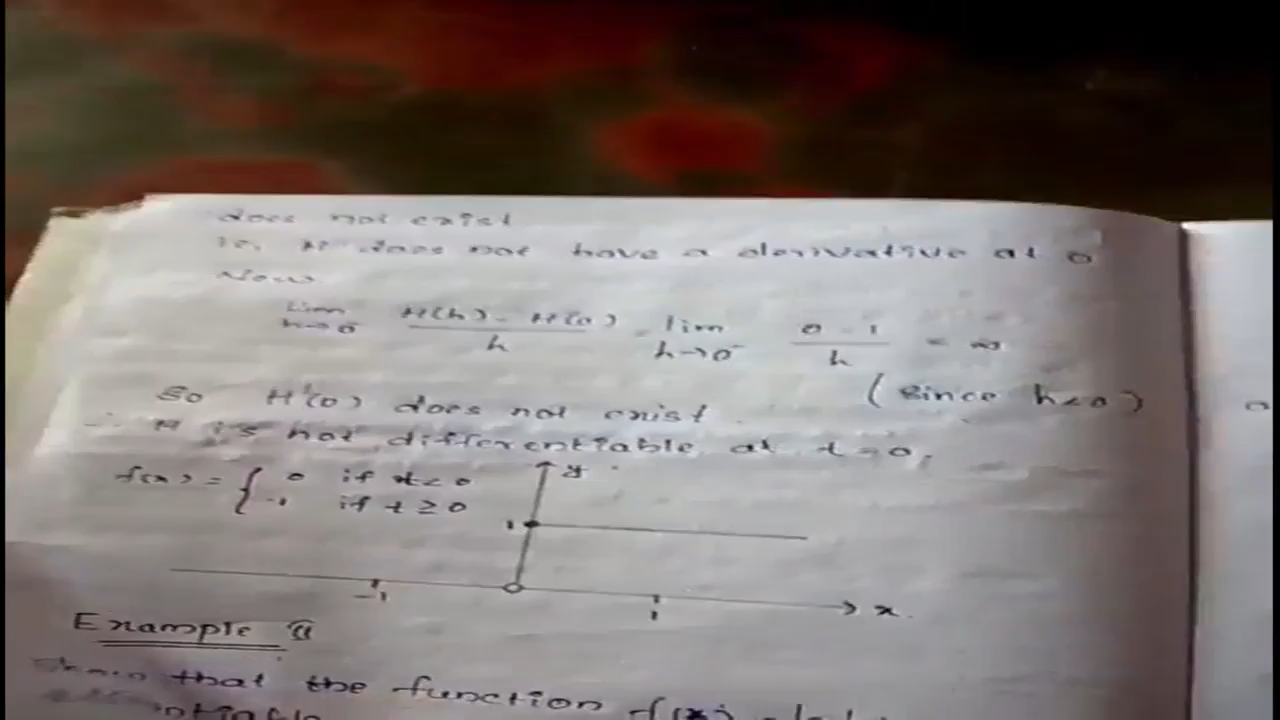 does not exist
ie, H does not have a derivative at 0
Now
lim h→0⁻ H(h) - H(0) / h = lim h→0⁻ 0 - 1 / h = ∞
(since h<0)
So H'(0) does not exist.
∴ H is not differentiable at t=0.
f(x) = { 0 if t<0
1 if t ≥ 0
y
1
-1
1
x
Example
that the function f(x)